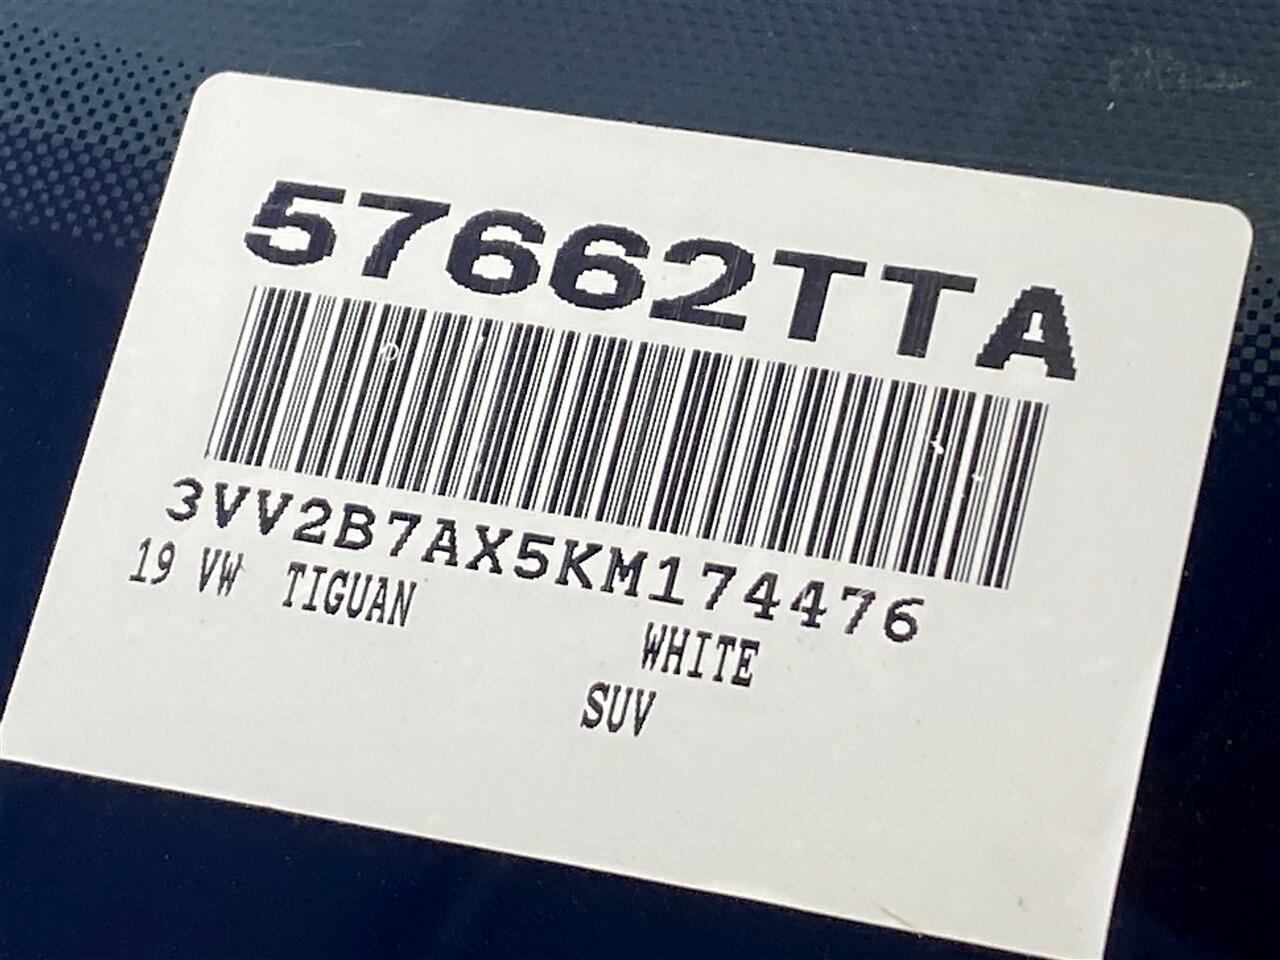 57662TTA
3VV2B7AX5KM174476
19 VW TIGUAN
WHITE
SUV